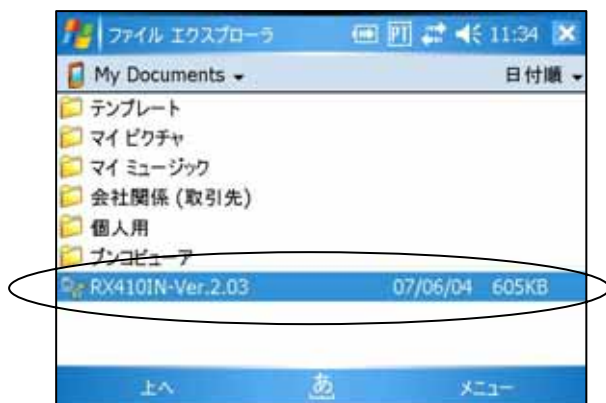 ファイル エクスプローラ 11:34
My Documents 日付順
テンプレート
マイ ピクチャ
マイ ミュージック
会社関係 (取引先)
個人用
ブンコビューア
RX410IN-Ver.2.03 07/06/04 605KB
上へ あ メニュー